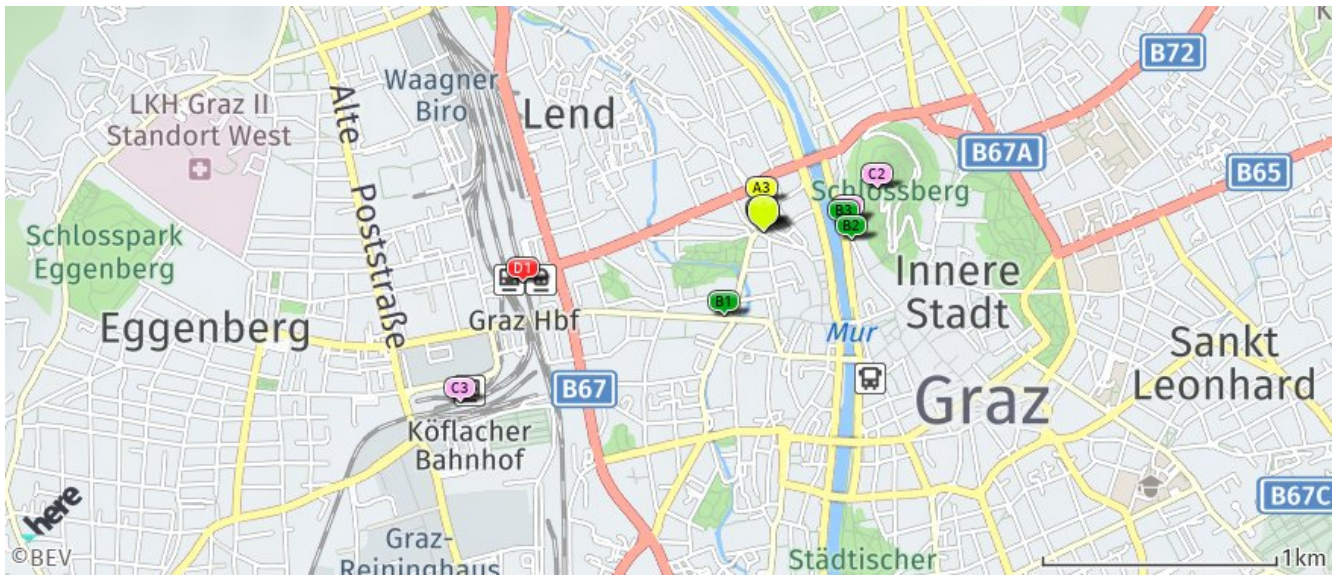 B72
Waagner
Biro
LKH Graz II
Standort West
Alte
Poststraße
Lend
B67A
B65
A3
C2
Schlossberg
B3
B2
Schlosspark
Eggenberg
D1
Innere
Stadt
B1
Graz Hbf
Eggenberg
Mur
Sankt
Leonhard
C3
B67
Graz
Köflacher
Bahnhof
B67C
here
©BEV
Graz-
Reininghaus
Städtischer
1km